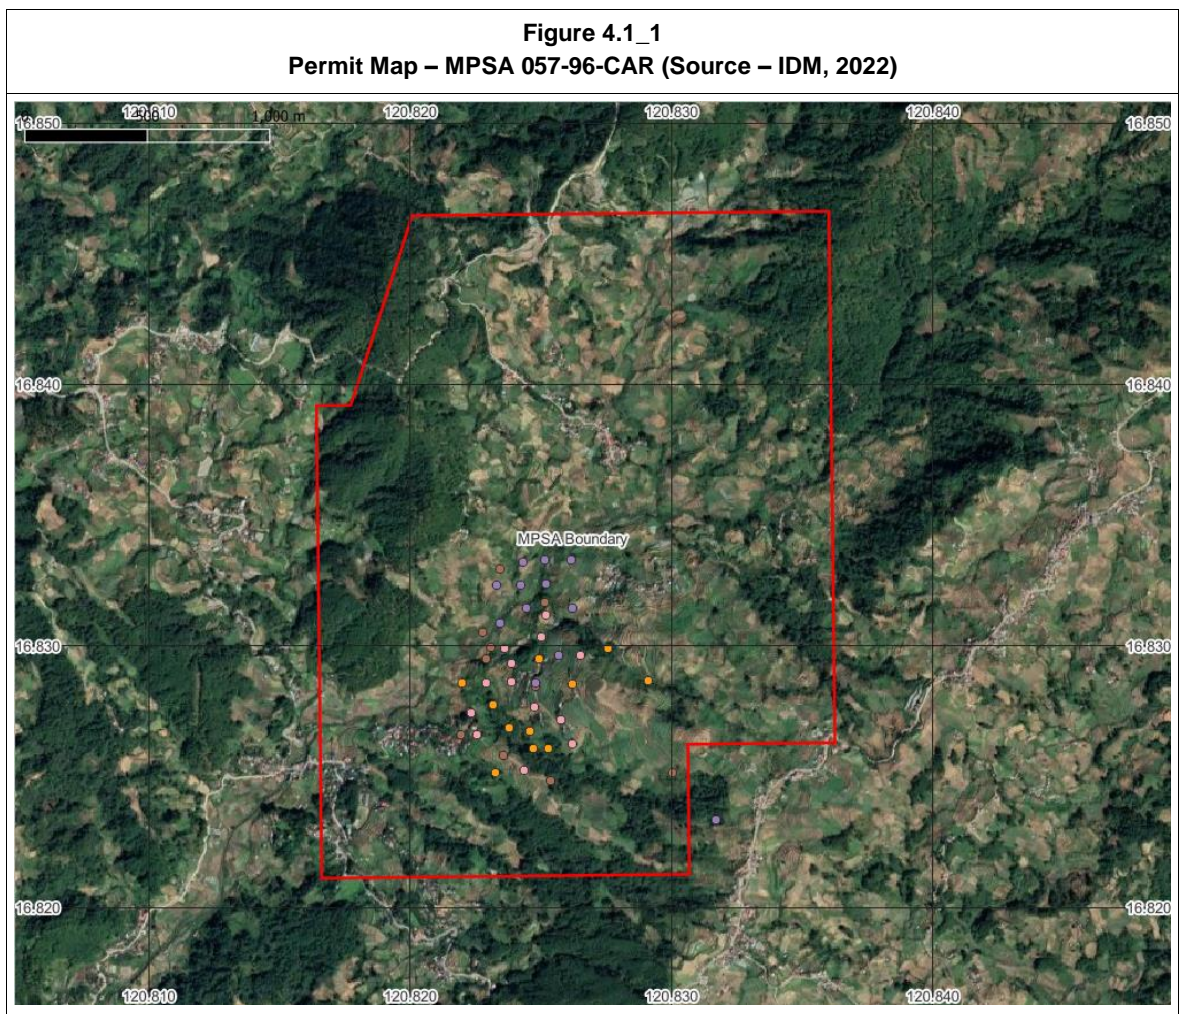 Figure 4.1_1
Permit Map – MPSA 057-96-CAR (Source – IDM, 2022)
120.810 120.820 120.830 120.840
16.850 500 1,000 m 16.850
16.840 16.840
MPSA Boundary
16.830 16.830
16.820 16.820
120.810 120.820 120.830 120.840